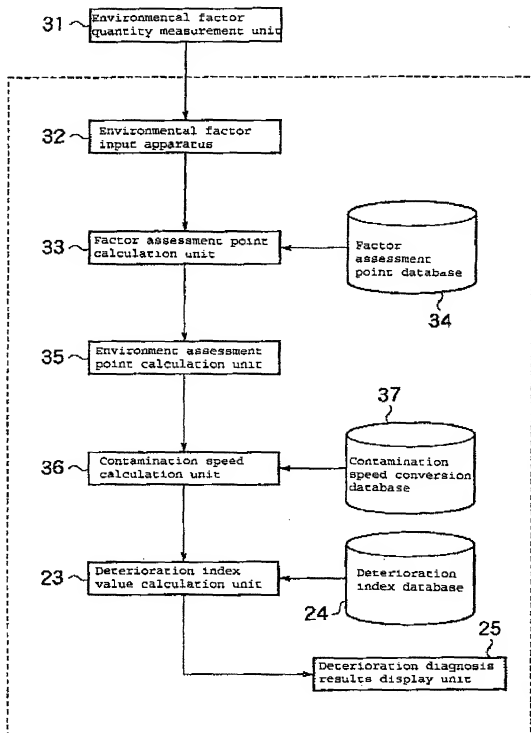 31
Environmental factor
quantity measurement unit
32
Environmental factor
input apparatus
33
Factor assessment point
calculation unit
Factor
assessment
point database
34
35
Environment assessment
point calculation unit
37
36
Contamination speed
calculation unit
Contamination
speed conversion
database
23
Deterioration index
value calculation unit
Deterioration
index database
24
25
Deterioration diagnosis
results display unit